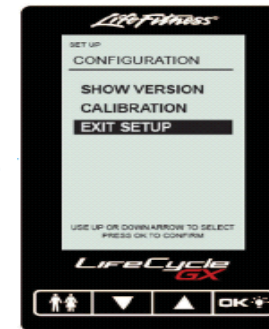 LifeFitness
SET UP
CONFIGURATION
SHOW VERSION
CALIBRATION
EXIT SETUP
USE UP OR DOWN ARROW TO SELECT
PRESS OK TO CONFIRM
LifeCycle
GX
OK